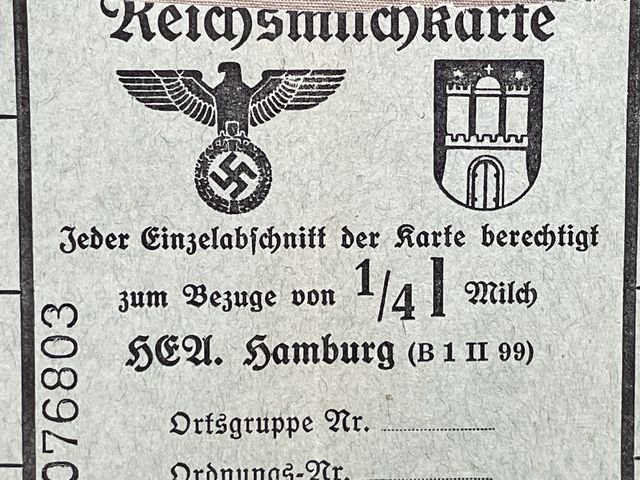 Reichsmilchkarte
Jeder Einzelabschnitt der Karte berechtigt
zum Bezuge von 1/4 l Milch
HEA. Hamburg (B 1 II 99)
Ortsgruppe Nr.
Ordnungs-Nr.
076803